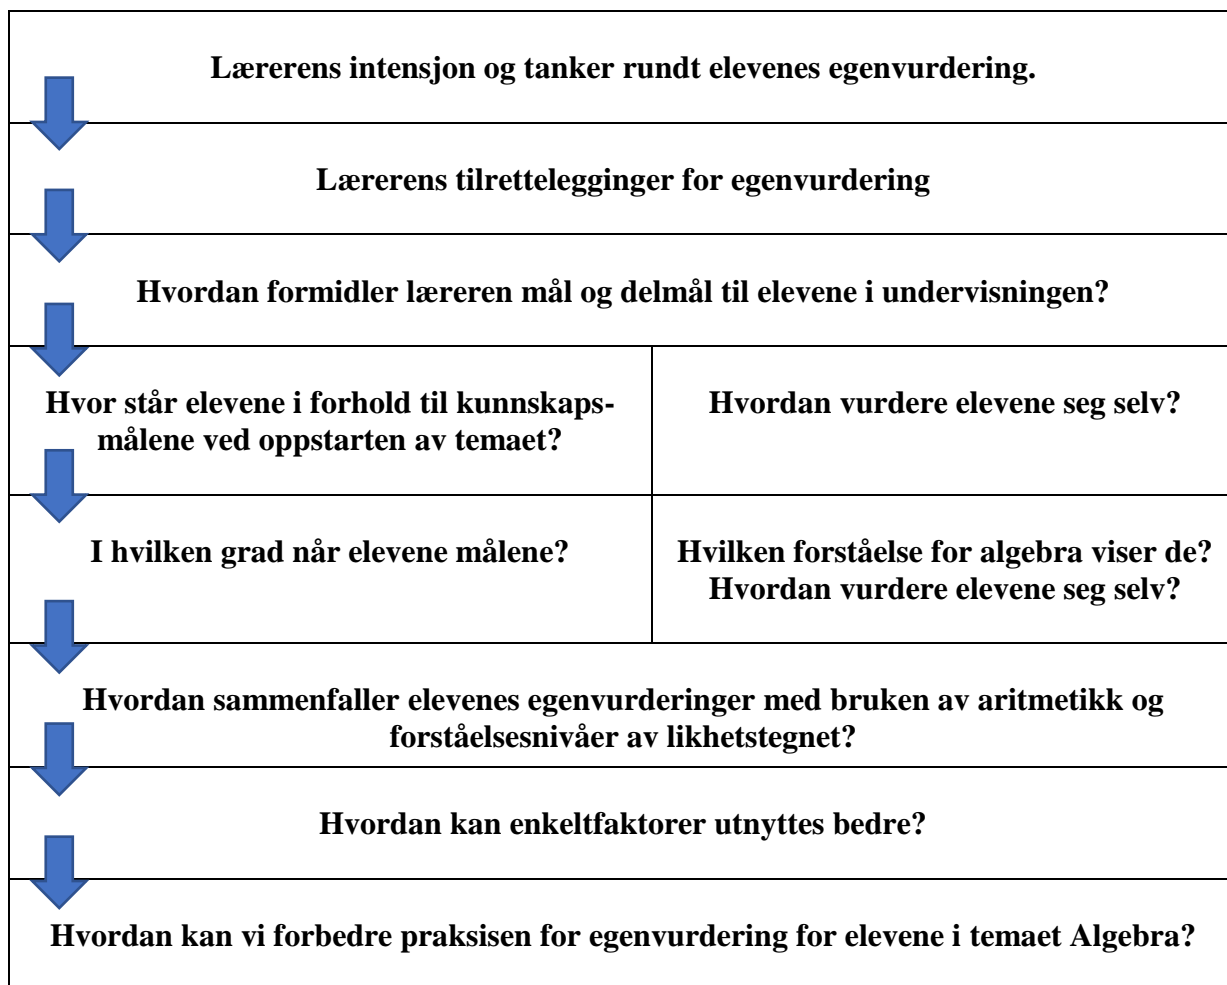 Lærerens intensjon og tanker rundt elevenes egenvurdering.
Lærerens tilrettelegginger for egenvurdering
Hvordan formidler læreren mål og delmål til elevene i undervisningen?
Hvor står elevene i forhold til kunnskaps-
målene ved oppstarten av temaet?
Hvordan vurdere elevene seg selv?
I hvilken grad når elevene målene?
Hvilken forståelse for algebra viser de?
Hvordan vurdere elevene seg selv?
Hvordan sammenfaller elevenes egenvurderinger med bruken av aritmetikk og
forståelsesnivåer av likhetstegnet?
Hvordan kan enkeltfaktorer utnyttes bedre?
Hvordan kan vi forbedre praksisen for egenvurdering for elevene i temaet Algebra?